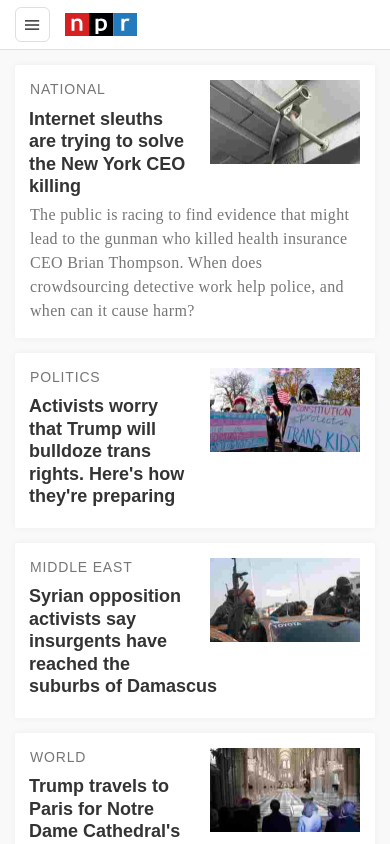 npr
NATIONAL
Internet sleuths
are trying to solve
the New York CEO
killing
The public is racing to find evidence that might
lead to the gunman who killed health insurance
CEO Brian Thompson. When does
crowdsourcing detective work help police, and
when can it cause harm?
POLITICS
Activists worry
that Trump will
bulldoze trans
rights. Here's how
they're preparing
CONSTITUTION
protects
TRANS KIDS
MIDDLE EAST
Syrian opposition
activists say
insurgents have
reached the
suburbs of Damascus
TOYOTA
WORLD
Trump travels to
Paris for Notre
Dame Cathedral's